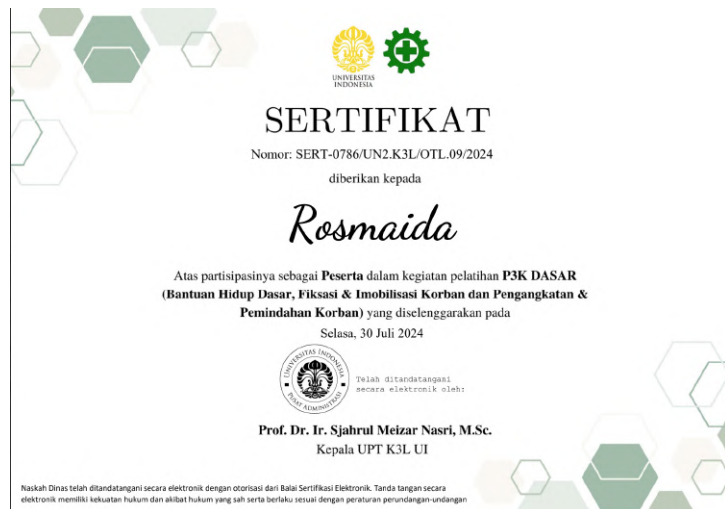 UNIVERSITAS
INDONESIA
SERTIFIKAT
Nomor: SERT-0786/UN2.K3L/OTL.09/2024
diberikan kepada
Rosmaida
Atas partisipasinya sebagai Peserta dalam kegiatan pelatihan P3K DASAR
(Bantuan Hidup Dasar, Fiksasi & Imobilisasi Korban dan Pengangkatan &
Pemindahan Korban) yang diselenggarakan pada
Selasa, 30 Juli 2024
UNIVERSITAS INDONESIA
PUSAT ADMINISTRASI
Telah ditandatangani
secara elektronik oleh:
Prof. Dr. Ir. Sjahrul Meizar Nasri, M.Sc.
Kepala UPT K3L UI
Naskah Dinas telah ditandatangani secara elektronik dengan otorisasi dari Balai Sertifikasi Elektronik. Tanda tangan secara
elektronik memiliki kekuatan hukum dan akibat hukum yang sah serta berlaku sesuai dengan peraturan perundangan-undangan